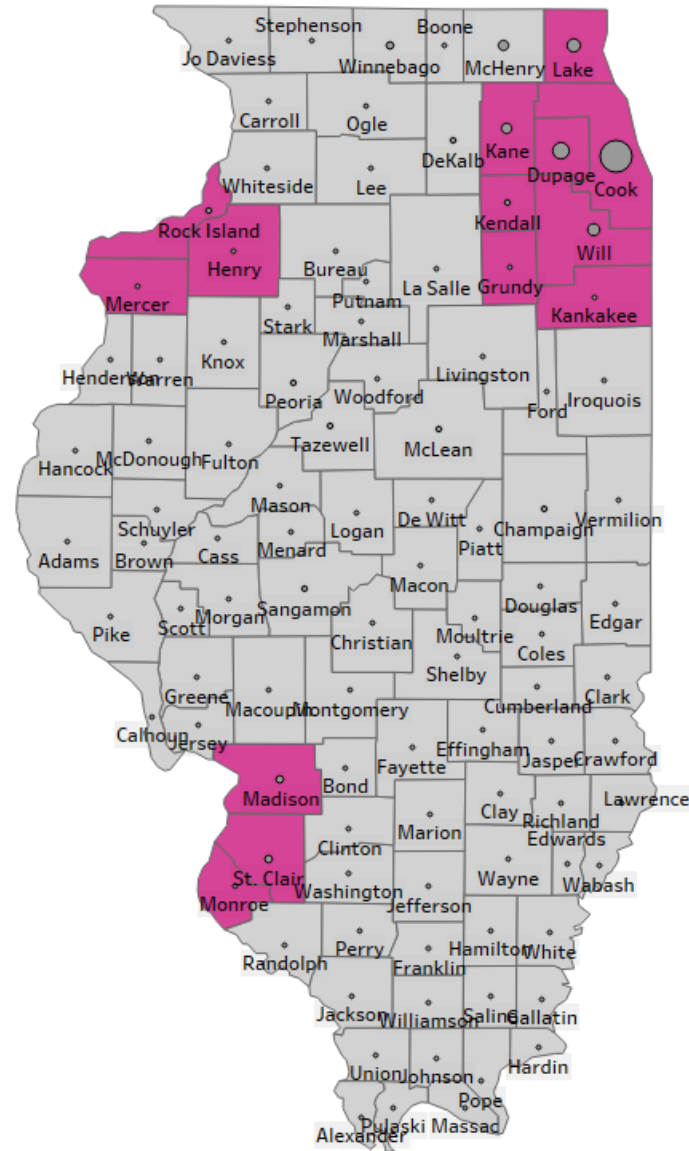 Stephenson
Boone
Jo Daviess
Winnebago
McHenry
Lake
Carroll
Ogle
DeKalb
Kane
Dupage
Cook
Whiteside
Lee
Rock Island
Kendall
Henry
Bureau
Will
Mercer
Putnam
La Salle
Grundy
Kankakee
Stark
Marshall
Knox
Henderson
Warren
Peoria
Woodford
Livingston
Ford
Iroquois
Hancock
McDonough
Fulton
Tazewell
McLean
Mason
Schuyler
Logan
De Witt
Champaign
Vermilion
Adams
Brown
Cass
Menard
Piatt
Macon
Pike
Scott
Morgan
Sangamon
Christian
Moultrie
Douglas
Edgar
Coles
Shelby
Greene
Macoupin
Montgomery
Cumberland
Clark
Calhoun
Jersey
Effingham
Jasper
Crawford
Fayette
Bond
Madison
Clay
Richland
Lawrence
Marion
Edwards
Clinton
St. Clair
Washington
Wayne
Wabash
Monroe
Jefferson
Perry
Hamilton
White
Randolph
Franklin
Jackson
Williamson
Saline
Gallatin
Union
Johnson
Hardin
Pope
Alexander
Pulaski
Massac